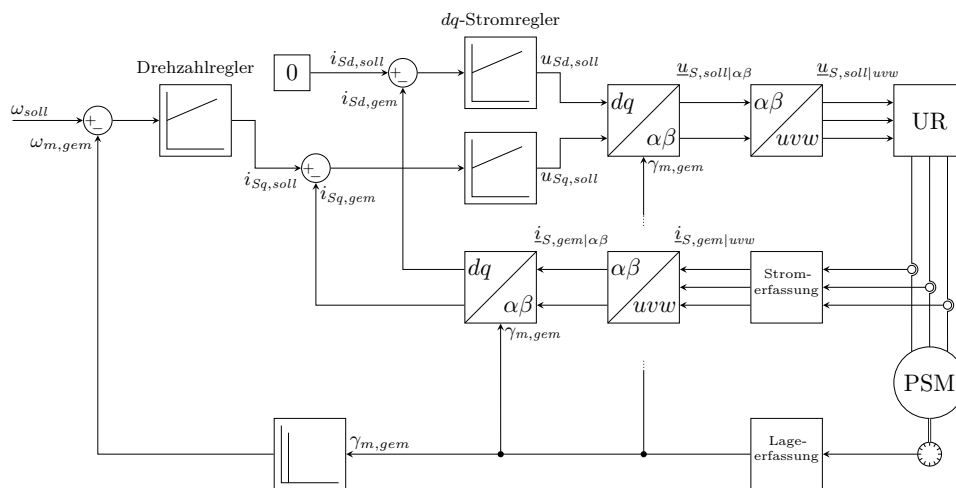 dq-Stromregler
Drehzahlregler
0
i_{Sd,soll}
+
−
i_{Sd,gem}
u_{Sd,soll}
u_{S,soll|αβ}
u_{S,soll|uvw}
ω_{soll}
+
−
ω_{m,gem}
dq
αβ
αβ
uvw
UR
i_{Sq,soll}
+
−
i_{Sq,gem}
u_{Sq,soll}
γ_{m,gem}
i_{S,gem|αβ}
i_{S,gem|uvw}
dq
αβ
αβ
uvw
Strom-
erfassung
γ_{m,gem}
PSM
γ_{m,gem}
Lage-
erfassung